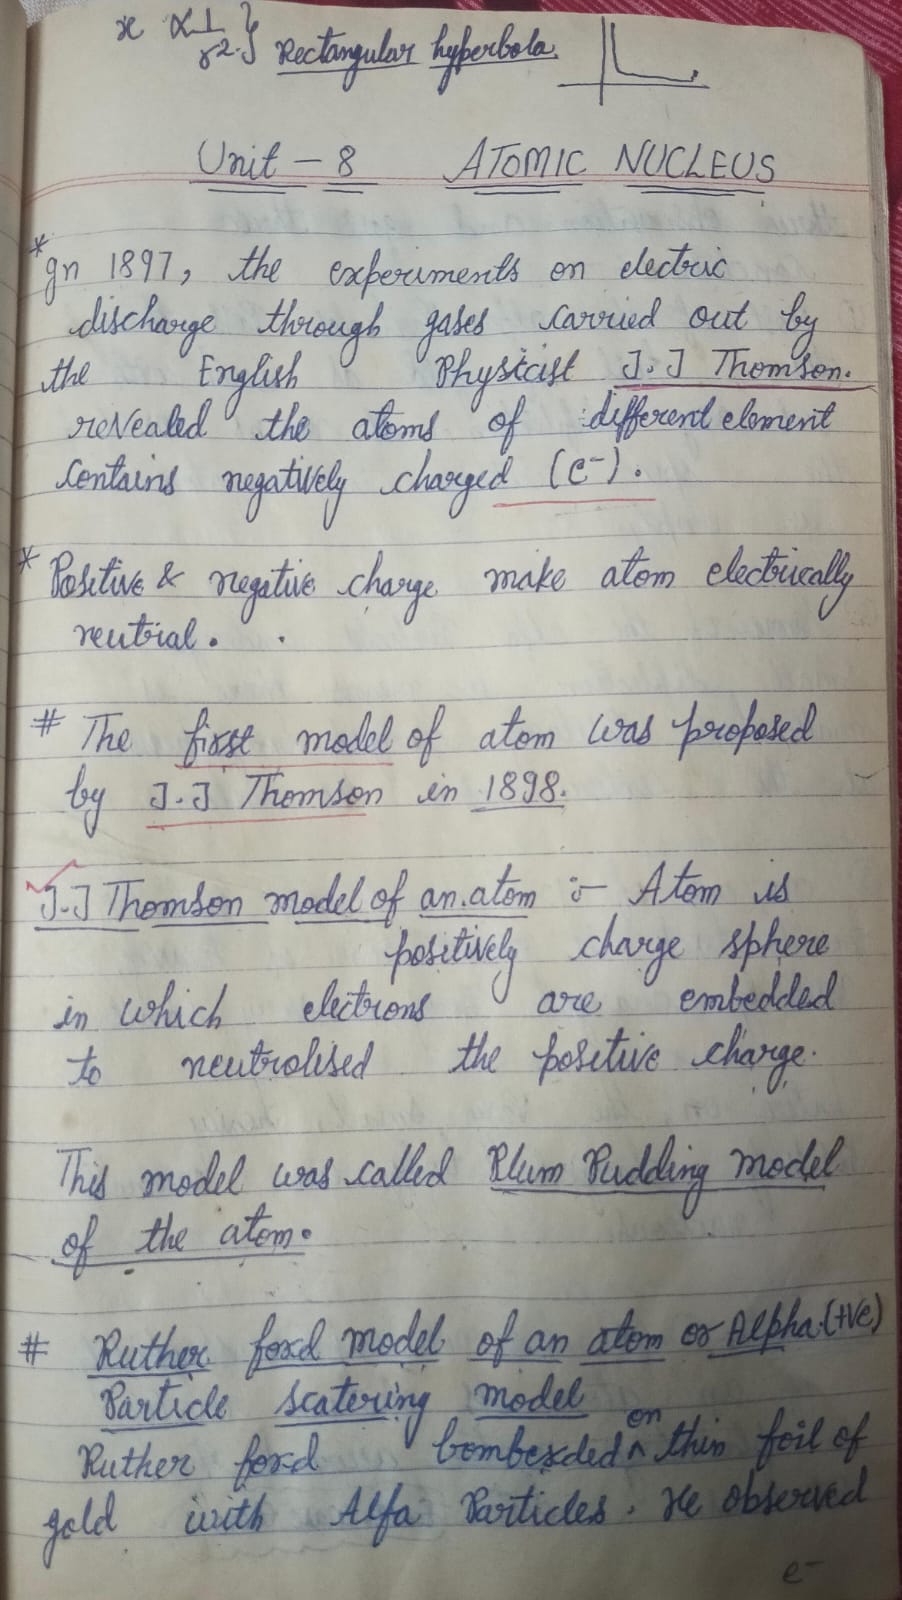 x ∝ 1/r². } Rectangular hyperbola.
Unit - 8 ATOMIC NUCLEUS
* In 1897, the experiments on electric
discharge through gases carried out by
the English Physicist J.J Thomson.
revealed the atoms of different element
Contains negatively charged (e⁻).
* Positive & negative charge make atom electrically
neutral.
# The first model of atom was proposed
by J.J Thomson in 1898.
J.J Thomson model of an atom :- Atom is
positively charge sphere
in which electrons are embedded
to neutrolised the positive charge.
This model was called Plum Pudding model
of the atom.
# Ruther ford model of an atom or Alpha (+ve)
Particle scatering model
Ruther ford bomberded on thin foil of
gold with Alfa Particles. He observed
e⁻